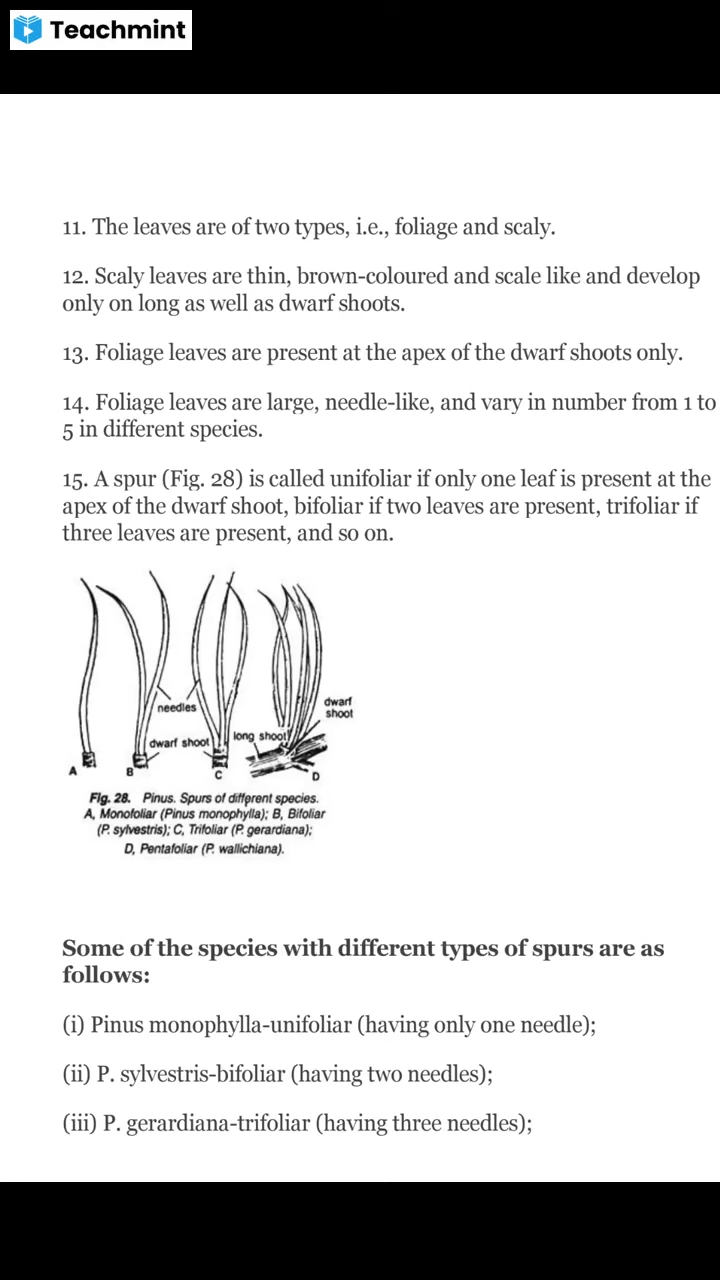 Teachmint
11. The leaves are of two types, i.e., foliage and scaly.
12. Scaly leaves are thin, brown-coloured and scale like and develop
only on long as well as dwarf shoots.
13. Foliage leaves are present at the apex of the dwarf shoots only.
14. Foliage leaves are large, needle-like, and vary in number from 1 to
5 in different species.
15. A spur (Fig. 28) is called unifoliar if only one leaf is present at the
apex of the dwarf shoot, bifoliar if two leaves are present, trifoliar if
three leaves are present, and so on.
needles
dwarf
shoot
long shoot
dwarf shoot
A
B
C
D
Fig. 28. Pinus. Spurs of different species.
A, Monofoliar (Pinus monophylla); B, Bifoliar
(P. sylvestris); C, Trifoliar (P. gerardiana);
D, Pentafoliar (P. wallichiana).
Some of the species with different types of spurs are as
follows:
(i) Pinus monophylla-unifoliar (having only one needle);
(ii) P. sylvestris-bifoliar (having two needles);
(iii) P. gerardiana-trifoliar (having three needles);